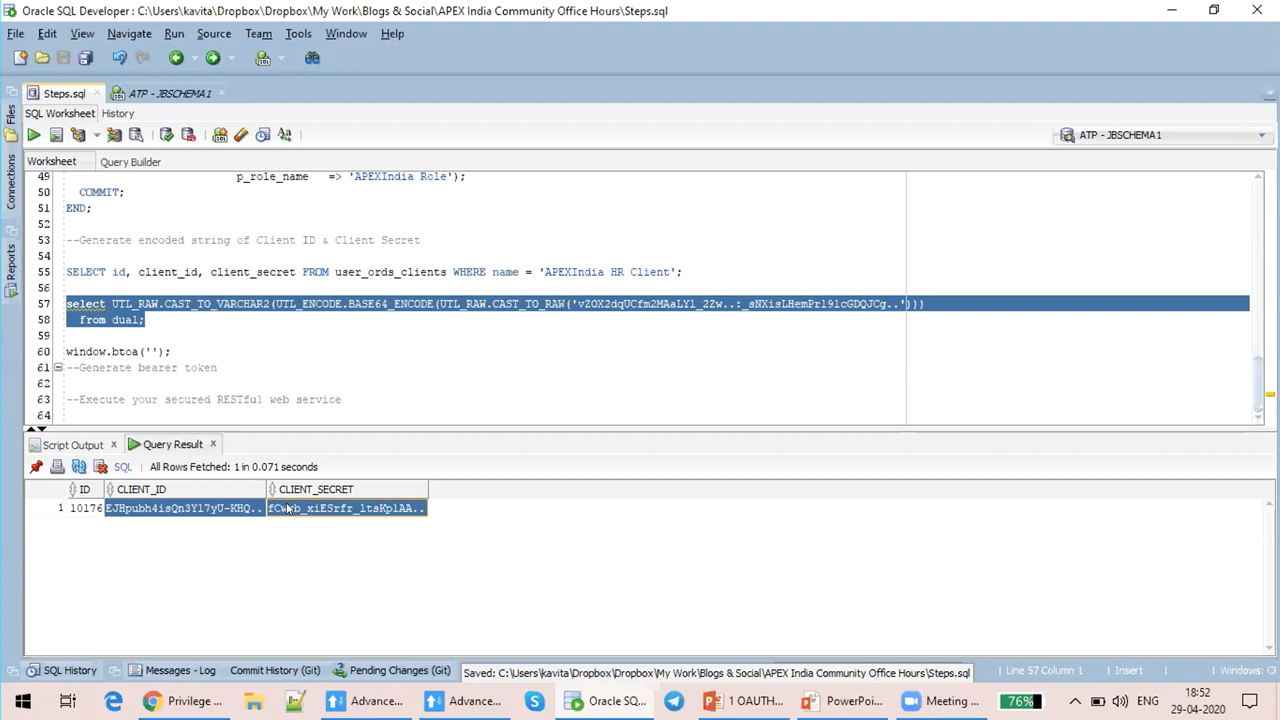 Oracle SQL Developer : C:\Users\kavita\Dropbox\Dropbox\My Work\Blogs & Social\APEX India Community Office Hours\Steps.sql
File Edit View Navigate Run Source Team Tools Window Help
Steps.sql ATP - JBSCHEMA1
SQL Worksheet History
ATP - JBSCHEMA1
Worksheet Query Builder
Files
Connections
Reports
49 p_role_name => 'APEXIndia Role');
50 COMMIT;
51 END;
52
53 --Generate encoded string of Client ID & Client Secret
54
55 SELECT id, client_id, client_secret FROM user_ords_clients WHERE name = 'APEXIndia HR Client';
56
57 select UTL_RAW.CAST_TO_VARCHAR2(UTL_ENCODE.BASE64_ENCODE(UTL_RAW.CAST_TO_RAW('vZOX2dqUCfm2MAaLYl_2Zw..:_sNXisLHemPrl9lcGDQJCg..')))
58 from dual;
59
60 window.btoa('');
61 --Generate bearer token
62
63 --Execute your secured RESTful web service
64
Script Output Query Result
SQL All Rows Fetched: 1 in 0.071 seconds
ID CLIENT_ID CLIENT_SECRET
1 10176 EJHpubh4isQn3Yl7yU-KHQ..
SQL History Messages - Log Commit History (Git) Pending Changes (Git) Saved: C:\Users\kavita\Dropbox\Dropbox\My Work\Blogs & Social\APEX India Community Office Hours\Steps.sql Line 57 Column 1 Insert Windows: Cl
Privilege ... Advance... Advance... Oracle SQ... 1 OAUTH... PowerPoi... Meeting ... 76% ENG 18:52
29-04-2020